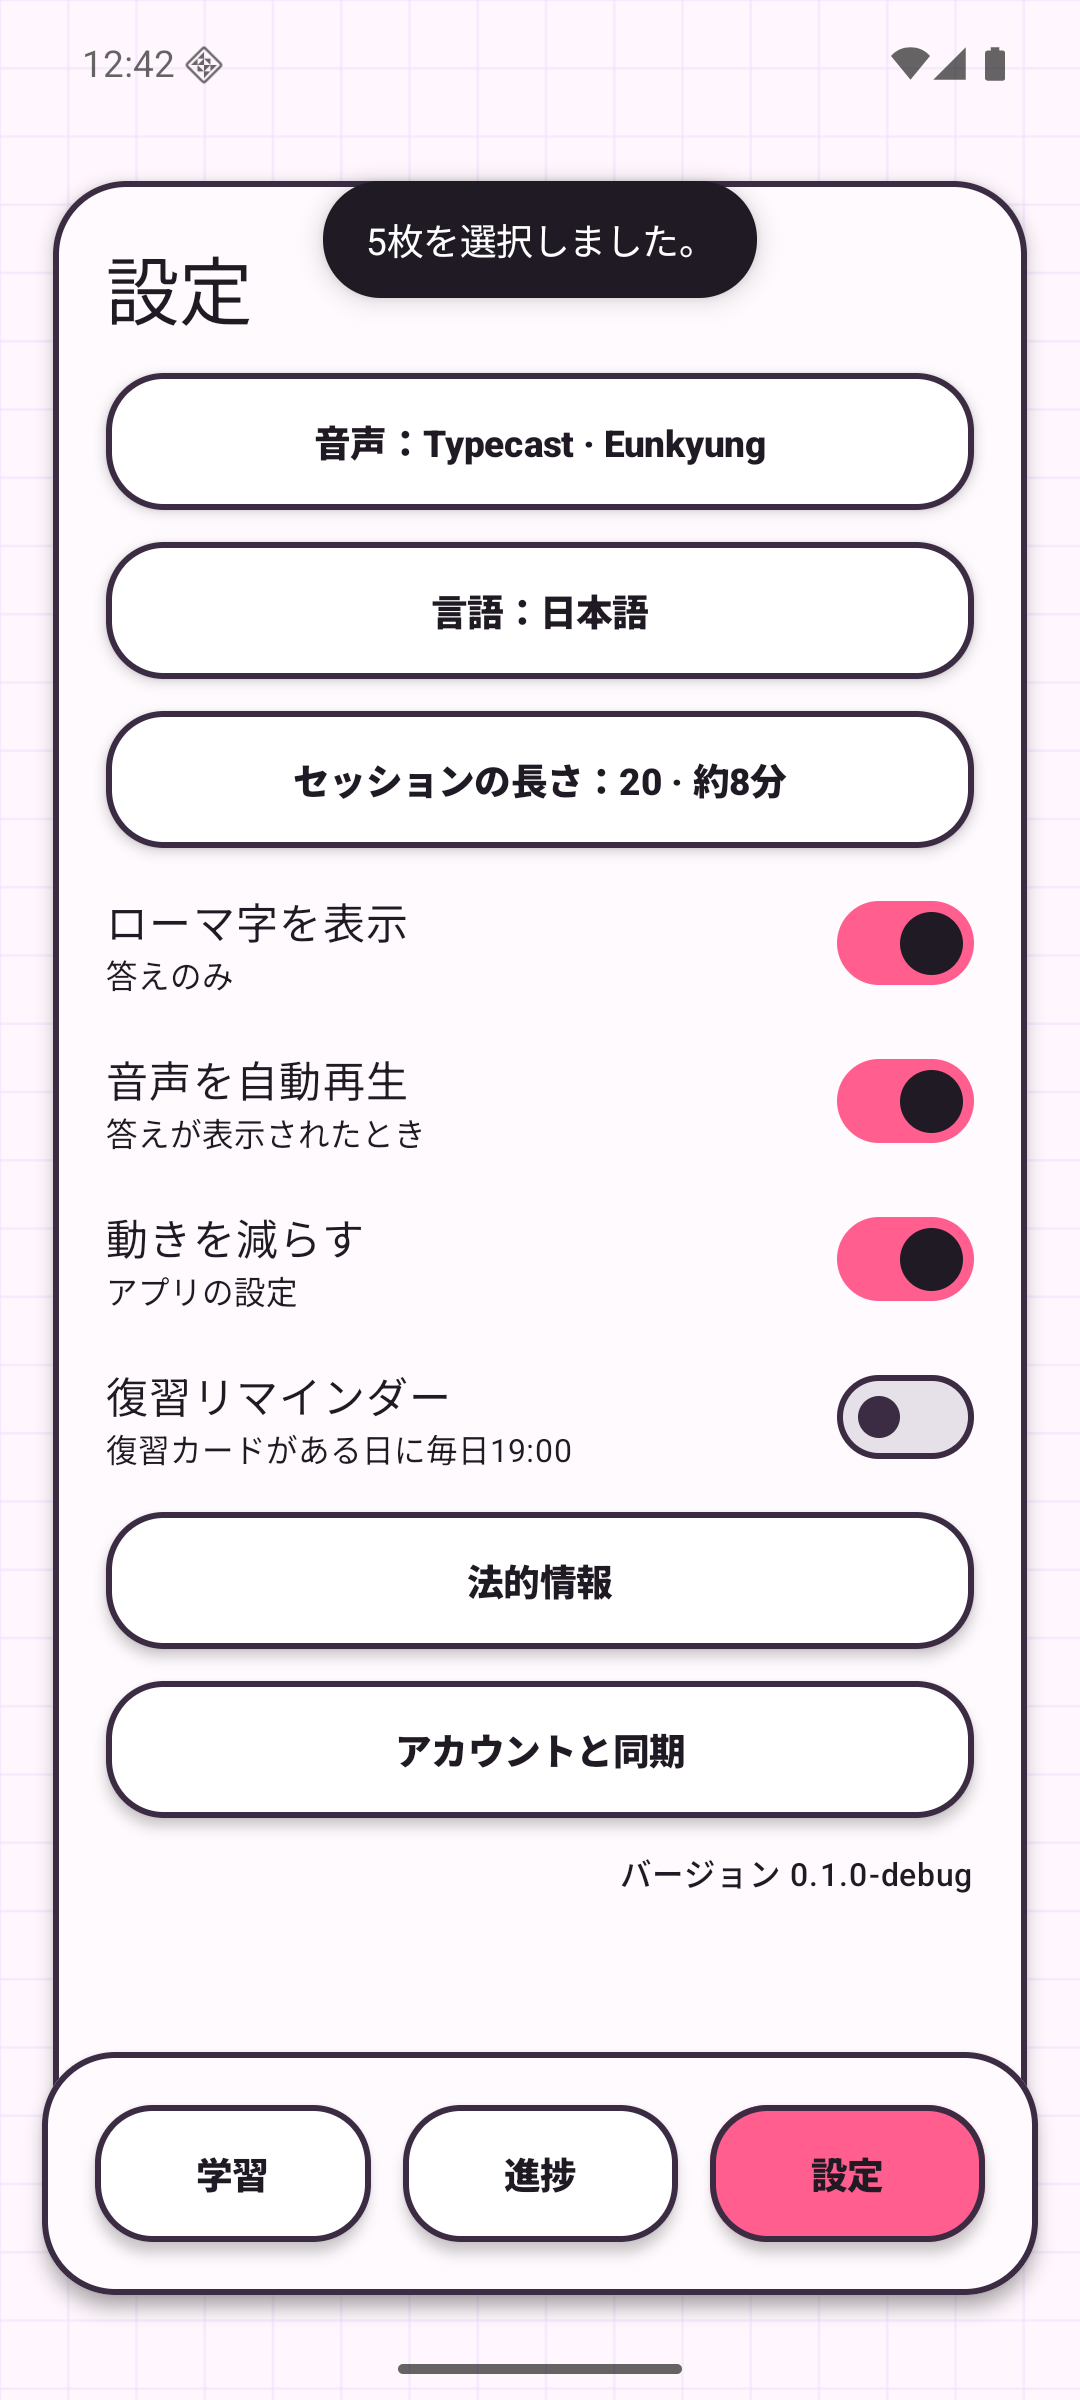 12:42
5枚を選択しました。
設定
音声：Typecast · Eunkyung
言語：日本語
セッションの長さ：20 · 約8分
ローマ字を表示
答えのみ
音声を自動再生
答えが表示されたとき
動きを減らす
アプリの設定
復習リマインダー
復習カードがある日に毎日19:00
法的情報
アカウントと同期
バージョン 0.1.0-debug
学習
進捗
設定